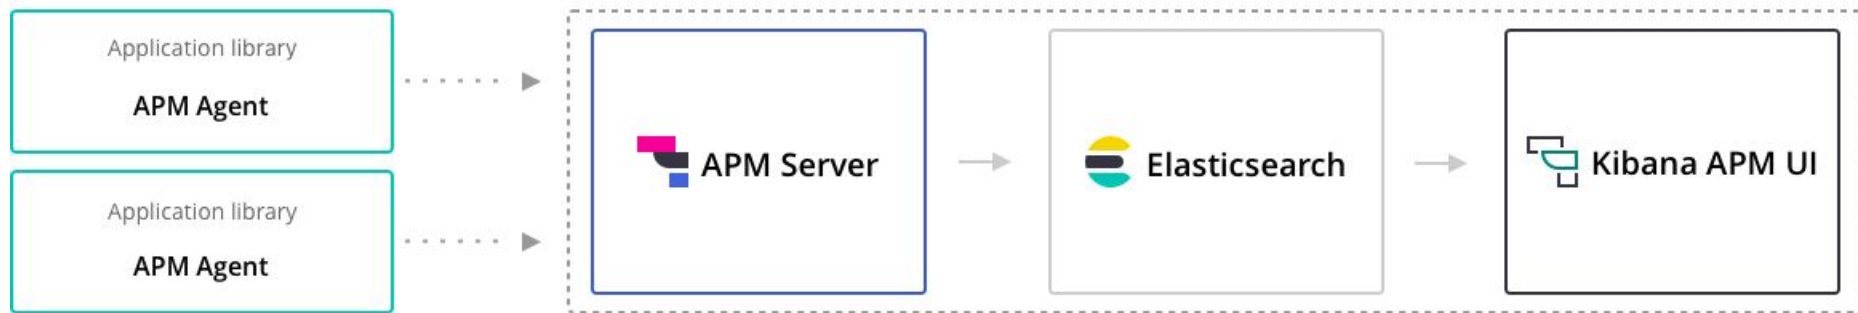 Application library
APM Agent
Application library
APM Agent
APM Server
Elasticsearch
Kibana APM UI